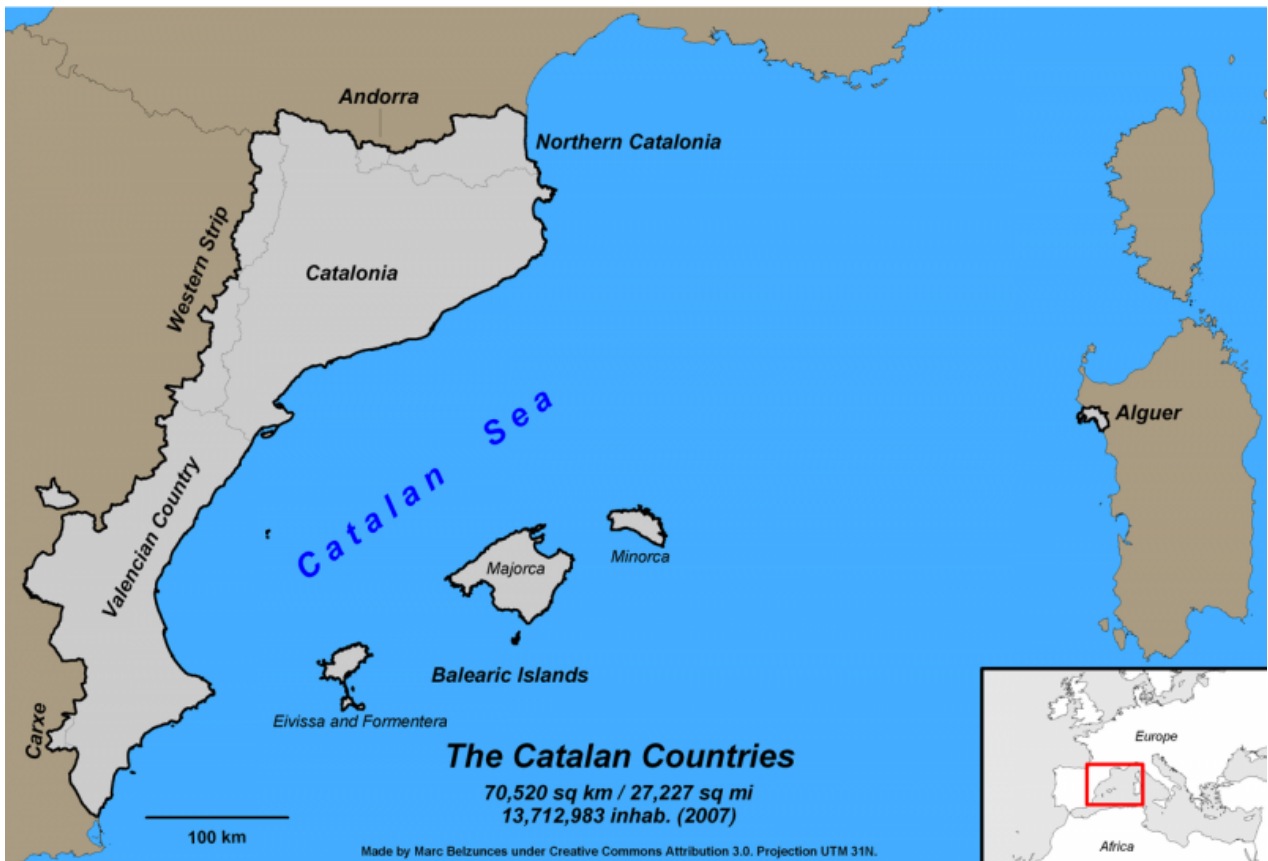 Andorra
Northern Catalonia
Western Strip
Catalonia
Alguer
Catalan Sea
Valencian Country
Minorca
Majorca
Balearic Islands
Eivissa and Formentera
Carxe
The Catalan Countries
70,520 sq km / 27,227 sq mi
13,712,983 inhab. (2007)
100 km
Made by Marc Belzunces under Creative Commons Attribution 3.0. Projection UTM 31N.
Europe
Africa